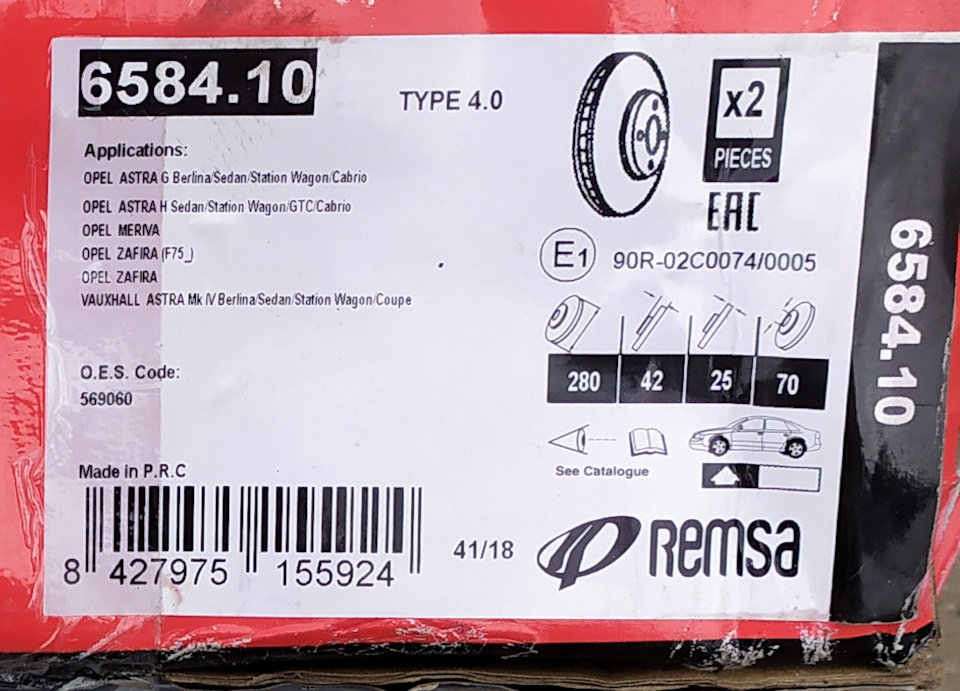 6584.10
TYPE 4.0
x2
PIECES
Applications:
OPEL ASTRA G Berlina/Sedan/Station Wagon/Cabrio
OPEL ASTRA H Sedan/Station Wagon/GTC/Cabrio
OPEL MERIVA
OPEL ZAFIRA (F75_)
OPEL ZAFIRA
VAUXHALL ASTRA Mk IV Berlina/Sedan/Station Wagon/Coupe
EAC
E1 90R-02C0074/0005
280 42 25 70
O.E.S. Code:
569060
See Catalogue
Made in P.R.C
8 427975 155924
41/18
REMSA
6584.10